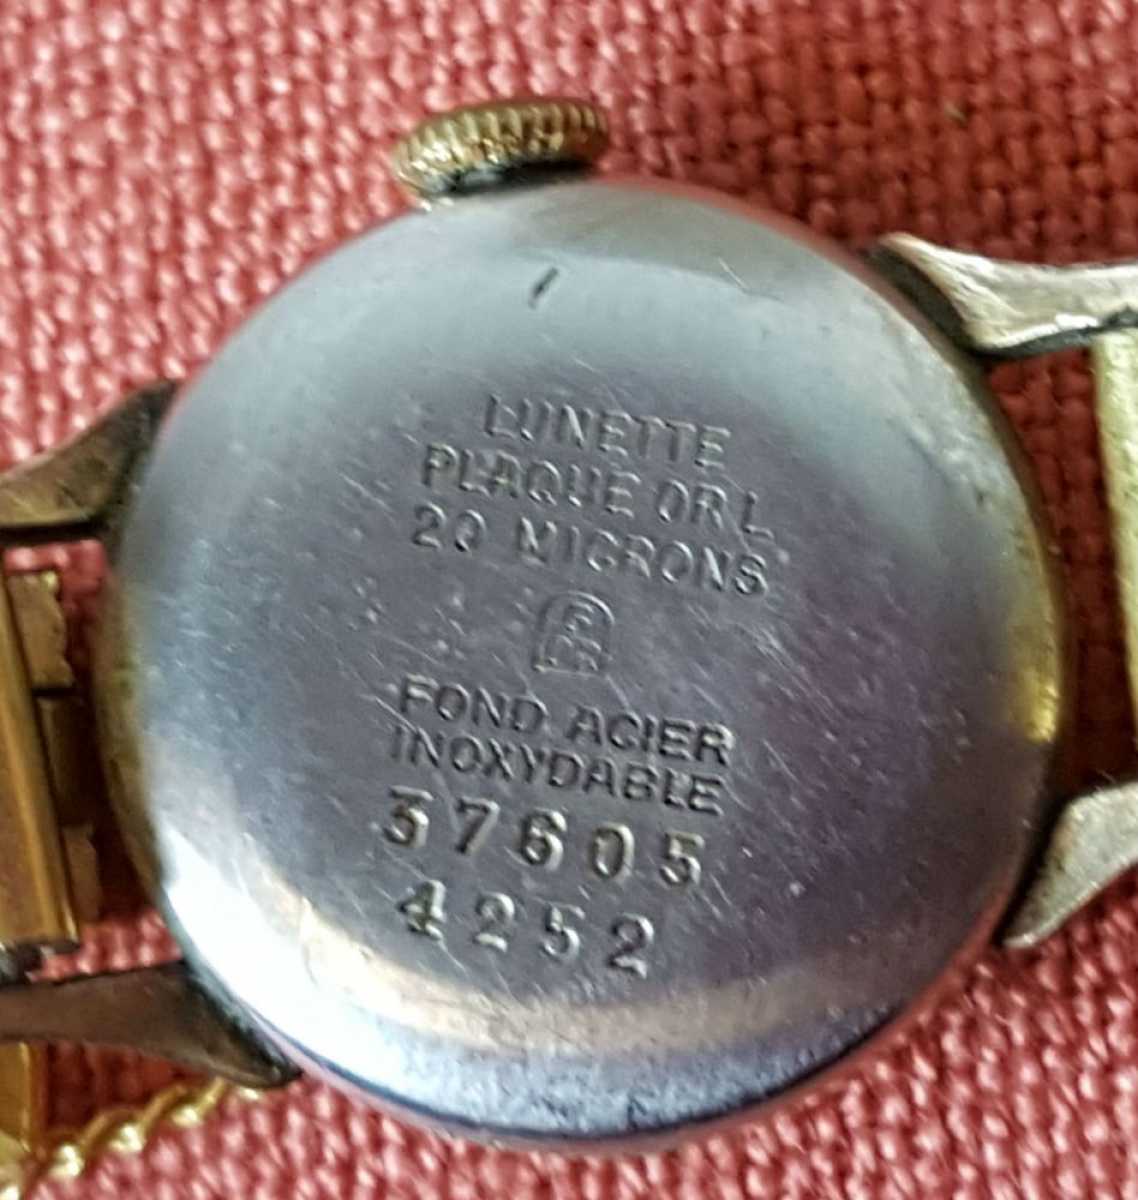 LUNETTE
PLAQUE OR L
20 MICRONS
FOND ACIER
INOXYDABLE
37605
4252